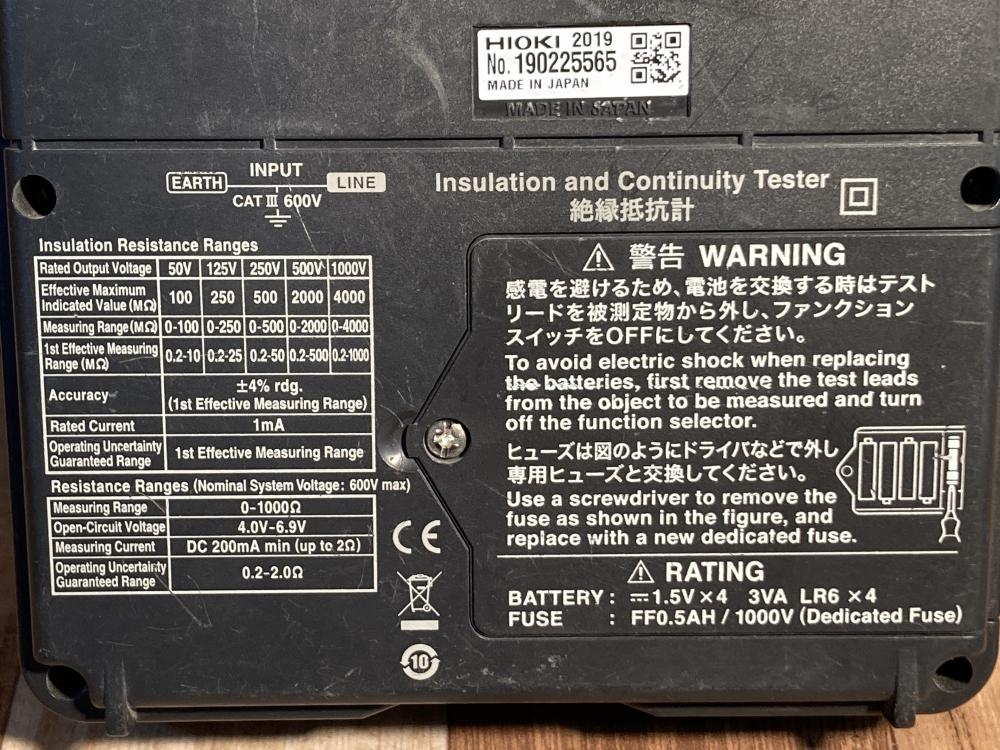 HIOKI 2019
No. 190225565
MADE IN JAPAN
MADE IN JAPAN
INPUT
EARTH LINE
CAT Ⅲ 600V
Insulation and Continuity Tester
絶縁抵抗計
Insulation Resistance Ranges
Rated Output Voltage 50V 125V 250V 500V 1000V
Effective Maximum
Indicated Value (MΩ) 100 250 500 2000 4000
Measuring Range (MΩ) 0-100 0-250 0-500 0-2000 0-4000
1st Effective Measuring
Range (MΩ) 0.2-10 0.2-25 0.2-50 0.2-500 0.2-1000
Accuracy ±4% rdg.
(1st Effective Measuring Range)
Rated Current 1mA
Operating Uncertainty
Guaranteed Range 1st Effective Measuring Range
Resistance Ranges (Nominal System Voltage: 600V max)
Measuring Range 0-1000Ω
Open-Circuit Voltage 4.0V-6.9V
Measuring Current DC 200mA min (up to 2Ω)
Operating Uncertainty
Guaranteed Range 0.2-2.0Ω
CE
10
警告 WARNING
感電を避けるため、電池を交換する時はテスト
リードを被測定物から外し、ファンクション
スイッチをOFFにしてください。
To avoid electric shock when replacing
the batteries, first remove the test leads
from the object to be measured and turn
off the function selector.
ヒューズは図のようにドライバなどで外し
専用ヒューズと交換してください。
Use a screwdriver to remove the
fuse as shown in the figure, and
replace with a new dedicated fuse.
RATING
BATTERY : ⎓1.5V×4 3VA LR6 ×4
FUSE : FF0.5AH / 1000V (Dedicated Fuse)